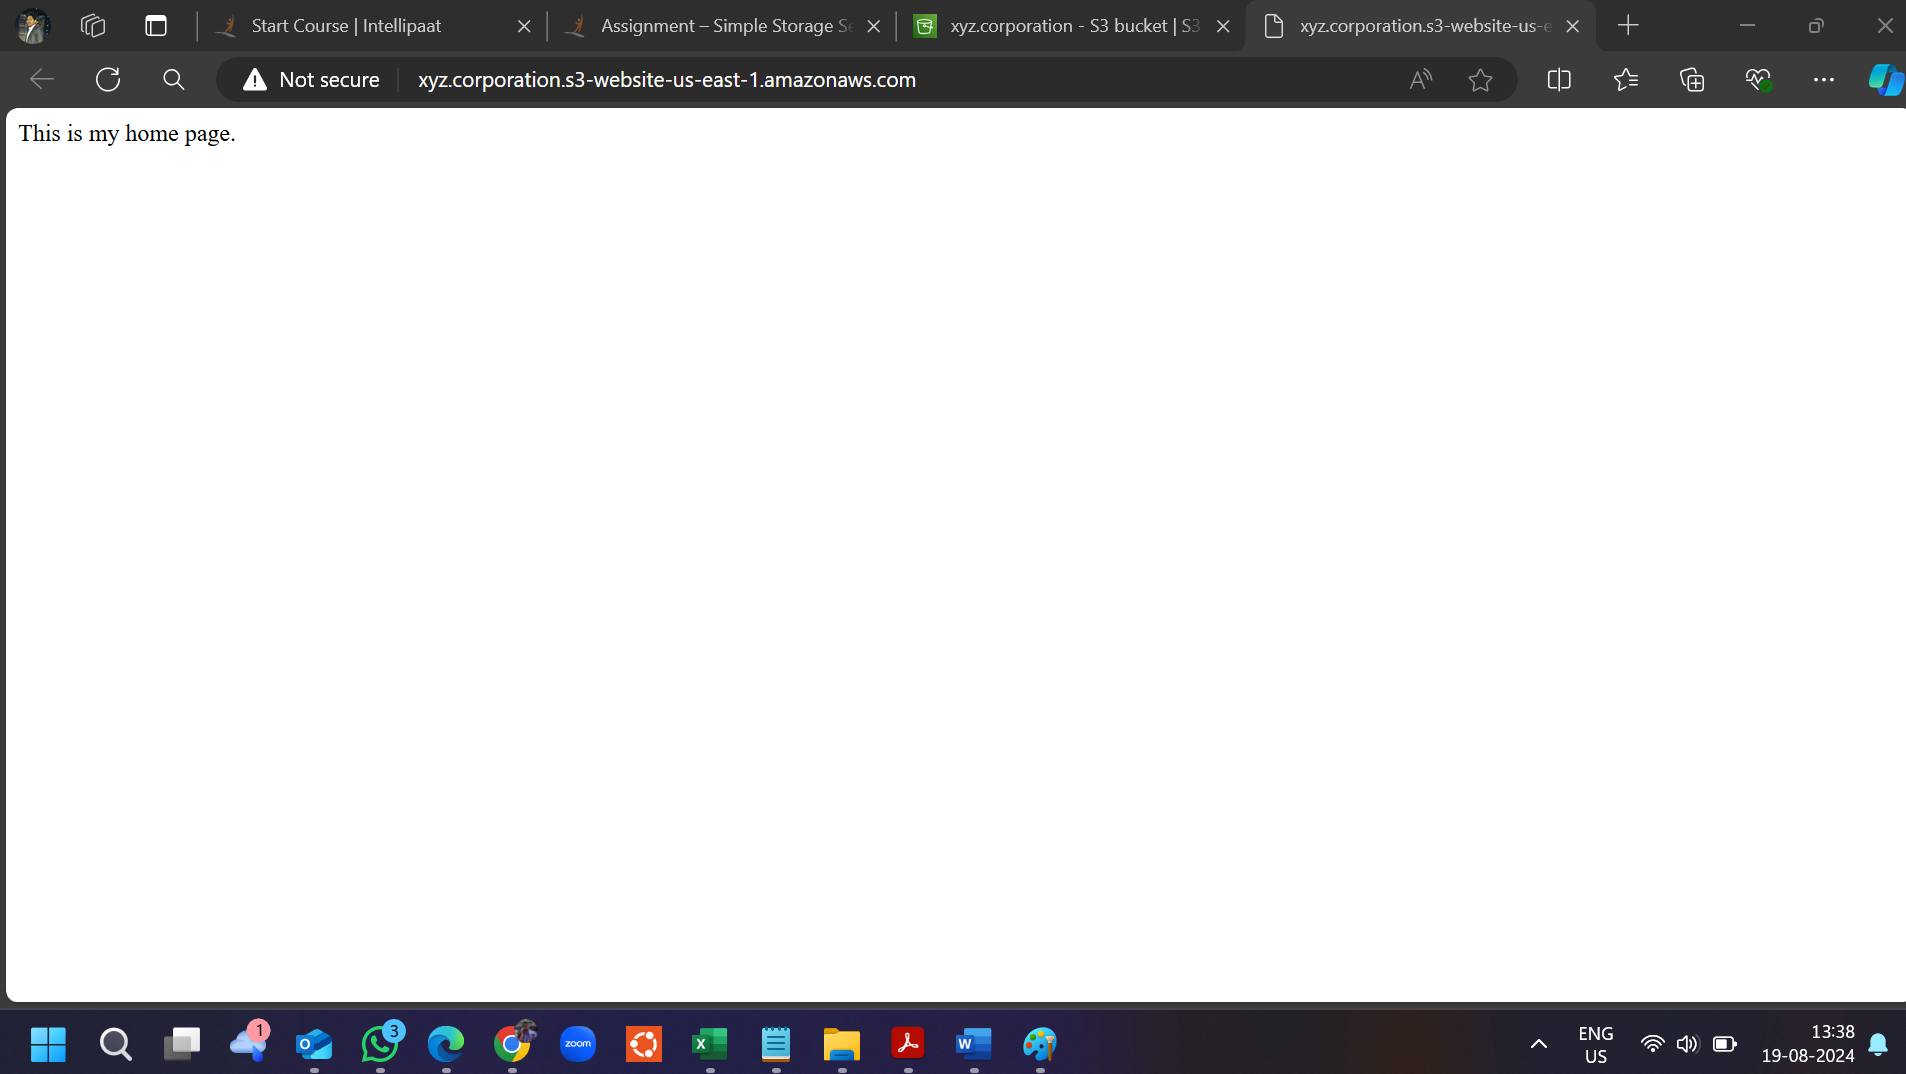 Start Course | Intellipaat
Assignment – Simple Storage Se
xyz.corporation - S3 bucket | S3
xyz.corporation.s3-website-us-e
Not secure
xyz.corporation.s3-website-us-east-1.amazonaws.com
This is my home page.
1
3
zoom
ENG
US
13:38
19-08-2024